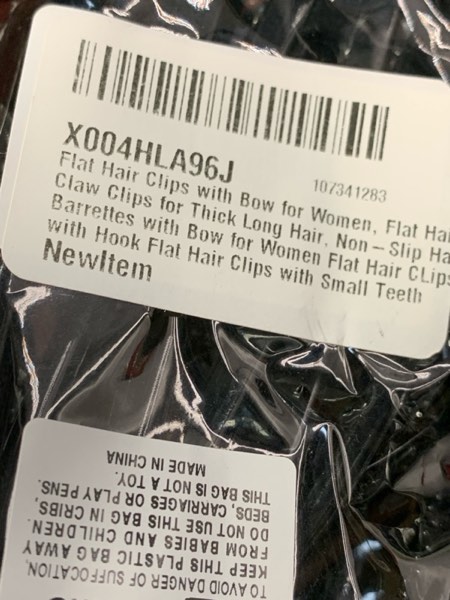 X004HLA96J
107341283
Flat Hair Clips with Bow for Women, Flat
Claw Clips for Thick Long Hair, Non-Slip
Barrettes with Bow for Women Flat Hair CLips
with Hook Flat Hair Clips with Small Teeth
NewItem
TO AVOID DANGER OF SUFFOCATION,
KEEP THIS PLASTIC BAG AWAY
FROM BABIES AND CHILDREN.
DO NOT USE THIS BAG IN CRIBS,
BEDS, CARRIAGES OR PLAY PENS.
THIS BAG IS NOT A TOY.
MADE IN CHINA